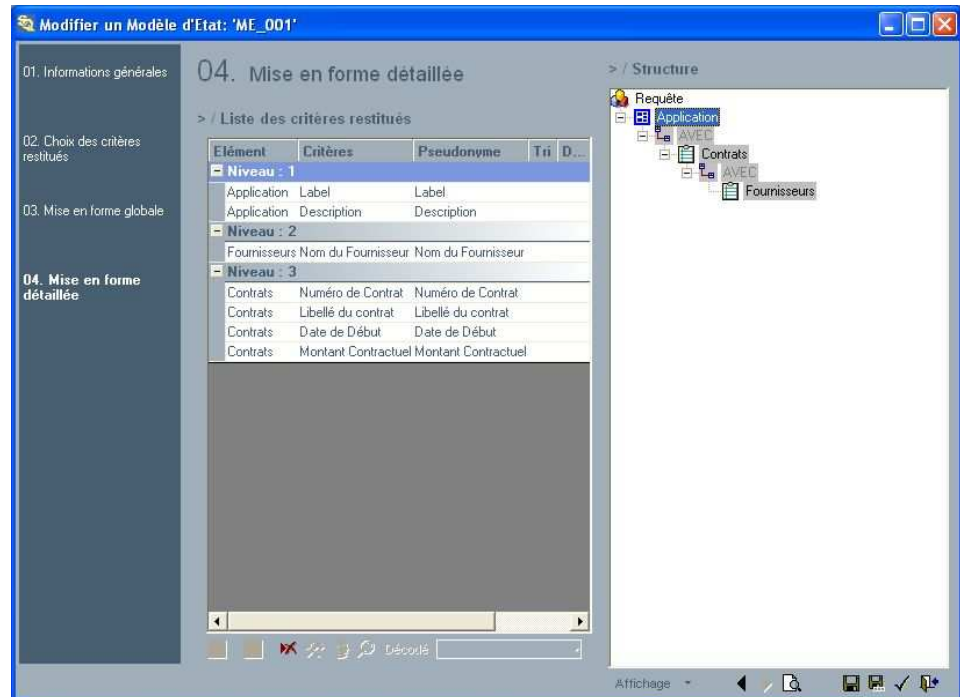 Modifier un Modèle d'Etat: 'ME_001'
01. Informations générales
02. Choix des critères
restitués
03. Mise en forme globale
04. Mise en forme
détaillée
04. Mise en forme détaillée
> / Liste des critères restitués
Elément Critères Pseudonyme Tri D...
Niveau : 1
Application Label Label
Application Description Description
Niveau : 2
Fournisseurs Nom du Fournisseur Nom du Fournisseur
Niveau : 3
Contrats Numéro de Contrat Numéro de Contrat
Contrats Libellé du contrat Libellé du contrat
Contrats Date de Début Date de Début
Contrats Montant Contractuel Montant Contractuel
Décodé
> / Structure
Requête
Application
AVEC
Contrats
AVEC
Fournisseurs
Affichage